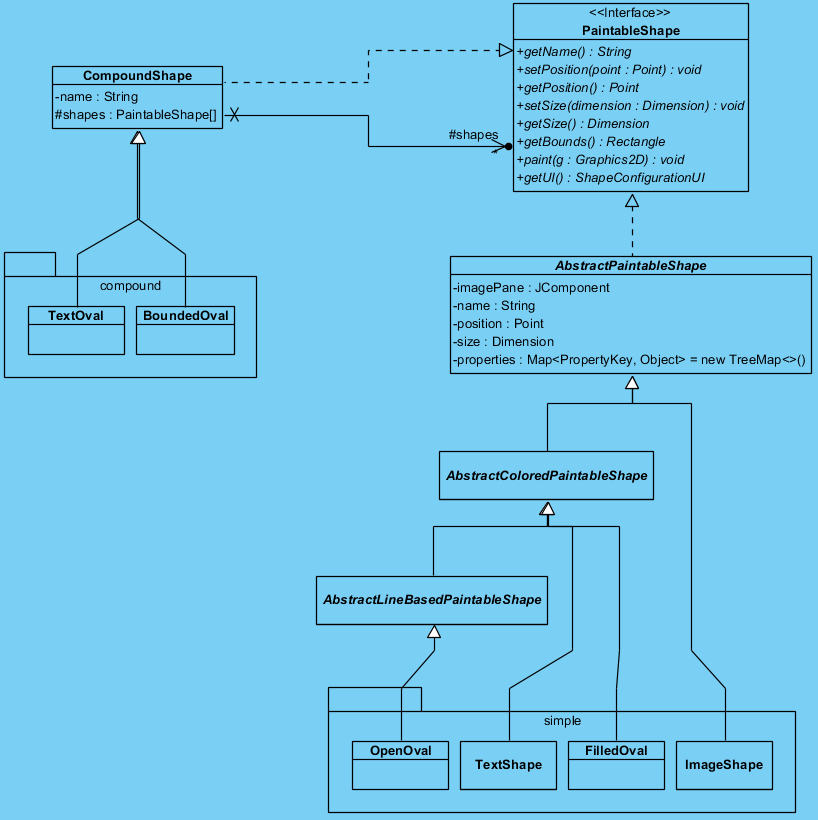 <<Interface>>
PaintableShape
+getName() : String
+setPosition(point : Point) : void
+getPosition() : Point
+setSize(dimension : Dimension) : void
+getSize() : Dimension
+getBounds() : Rectangle
+paint(g : Graphics2D) : void
+getUI() : ShapeConfigurationUI
CompoundShape
-name : String
#shapes : PaintableShape[]
#shapes
compound
TextOval
BoundedOval
AbstractPaintableShape
-imagePane : JComponent
-name : String
-position : Point
-size : Dimension
-properties : Map<PropertyKey, Object> = new TreeMap<>()
AbstractColoredPaintableShape
AbstractLineBasedPaintableShape
simple
OpenOval
TextShape
FilledOval
ImageShape